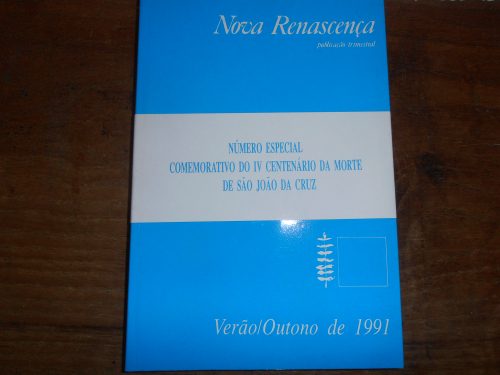 Nova Renascença
publicação trimestral
NÚMERO ESPECIAL
COMEMORATIVO DO IV CENTENÁRIO DA MORTE
DE SÃO JOÃO DA CRUZ
Verão/Outono de 1991